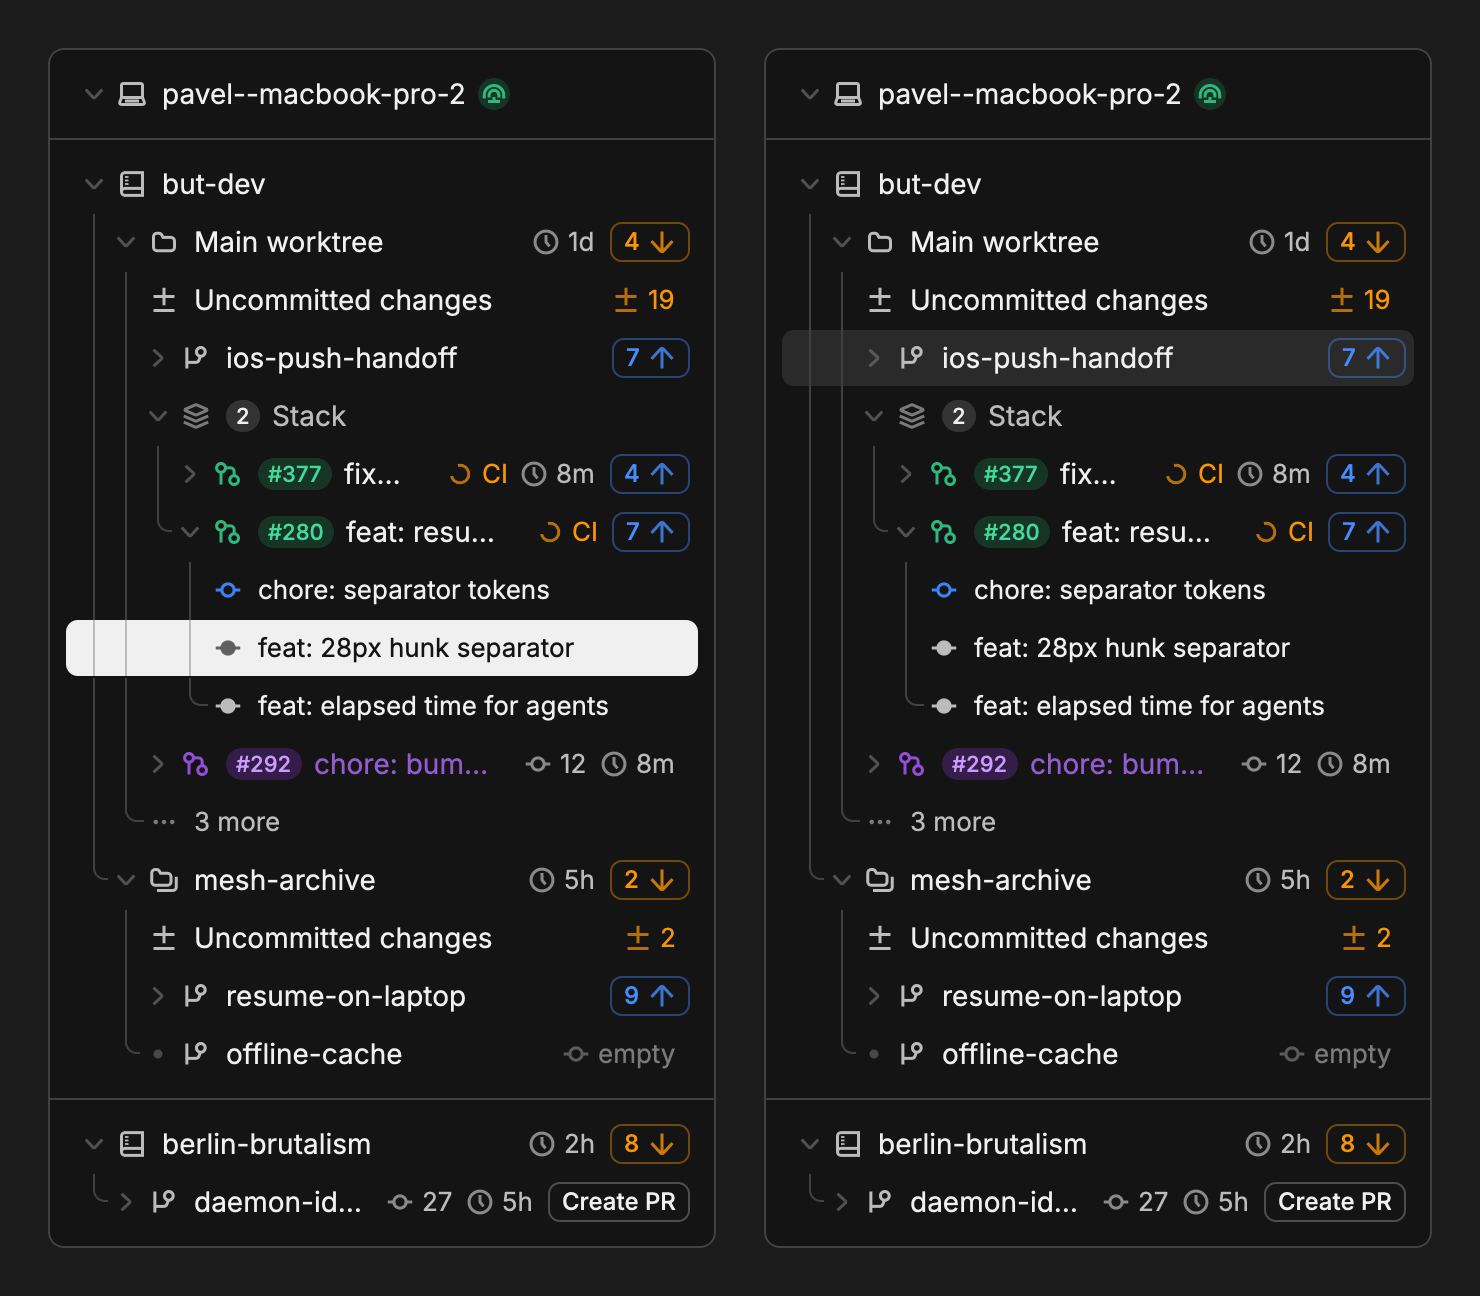 pavel--macbook-pro-2
but-dev
Main worktree 1d 4 ↓
± Uncommitted changes ± 19
ios-push-handoff 7 ↑
2 Stack
#377 fix... CI 8m 4 ↑
#280 feat: resu... CI 7 ↑
chore: separator tokens
feat: 28px hunk separator
feat: elapsed time for agents
#292 chore: bum... 12 8m
... 3 more
mesh-archive 5h 2 ↓
± Uncommitted changes ± 2
resume-on-laptop 9 ↑
offline-cache empty
berlin-brutalism 2h 8 ↓
daemon-id... 27 5h Create PR
pavel--macbook-pro-2
but-dev
Main worktree 1d 4 ↓
± Uncommitted changes ± 19
ios-push-handoff 7 ↑
2 Stack
#377 fix... CI 8m 4 ↑
#280 feat: resu... CI 7 ↑
chore: separator tokens
feat: 28px hunk separator
feat: elapsed time for agents
#292 chore: bum... 12 8m
... 3 more
mesh-archive 5h 2 ↓
± Uncommitted changes ± 2
resume-on-laptop 9 ↑
offline-cache empty
berlin-brutalism 2h 8 ↓
daemon-id... 27 5h Create PR